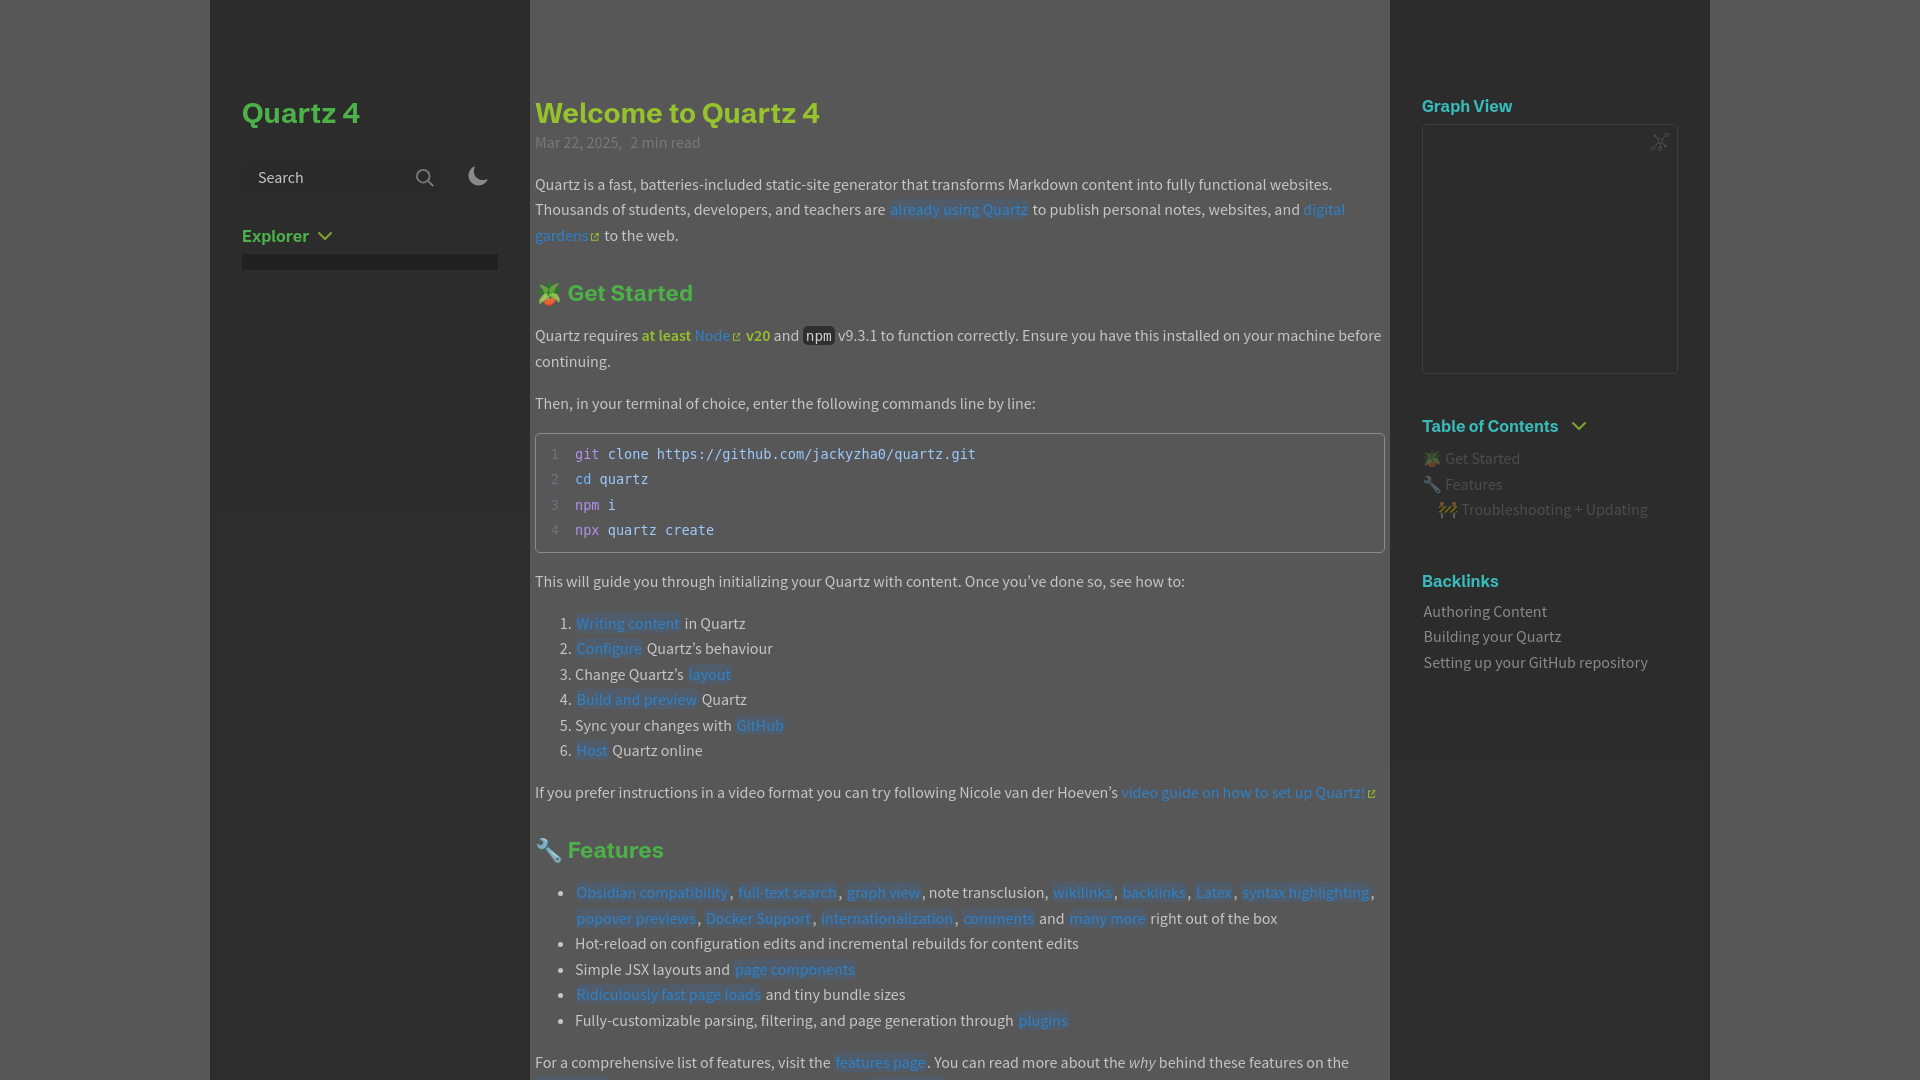 Quartz 4
Search
Explorer
Welcome to Quartz 4
Mar 22, 2025, 2 min read
Quartz is a fast, batteries-included static-site generator that transforms Markdown content into fully functional websites.
Thousands of students, developers, and teachers are already using Quartz to publish personal notes, websites, and digital
gardens to the web.
🪴 Get Started
Quartz requires at least Node v20 and npm v9.3.1 to function correctly. Ensure you have this installed on your machine before
continuing.
Then, in your terminal of choice, enter the following commands line by line:
1 git clone https://github.com/jackyzha0/quartz.git
2 cd quartz
3 npm i
4 npx quartz create
This will guide you through initializing your Quartz with content. Once you’ve done so, see how to:
1. Writing content in Quartz
2. Configure Quartz’s behaviour
3. Change Quartz’s layout
4. Build and preview Quartz
5. Sync your changes with GitHub
6. Host Quartz online
If you prefer instructions in a video format you can try following Nicole van der Hoeven’s video guide on how to set up Quartz!
🔧 Features
• Obsidian compatibility, full-text search, graph view, note transclusion, wikilinks, backlinks, Latex, syntax highlighting,
popover previews, Docker Support, internationalization, comments and many more right out of the box
• Hot-reload on configuration edits and incremental rebuilds for content edits
• Simple JSX layouts and page components
• Ridiculously fast page loads and tiny bundle sizes
• Fully-customizable parsing, filtering, and page generation through plugins
For a comprehensive list of features, visit the features page. You can read more about the why behind these features on the
Graph View
Table of Contents
🪴 Get Started
🔧 Features
🚧 Troubleshooting + Updating
Backlinks
Authoring Content
Building your Quartz
Setting up your GitHub repository